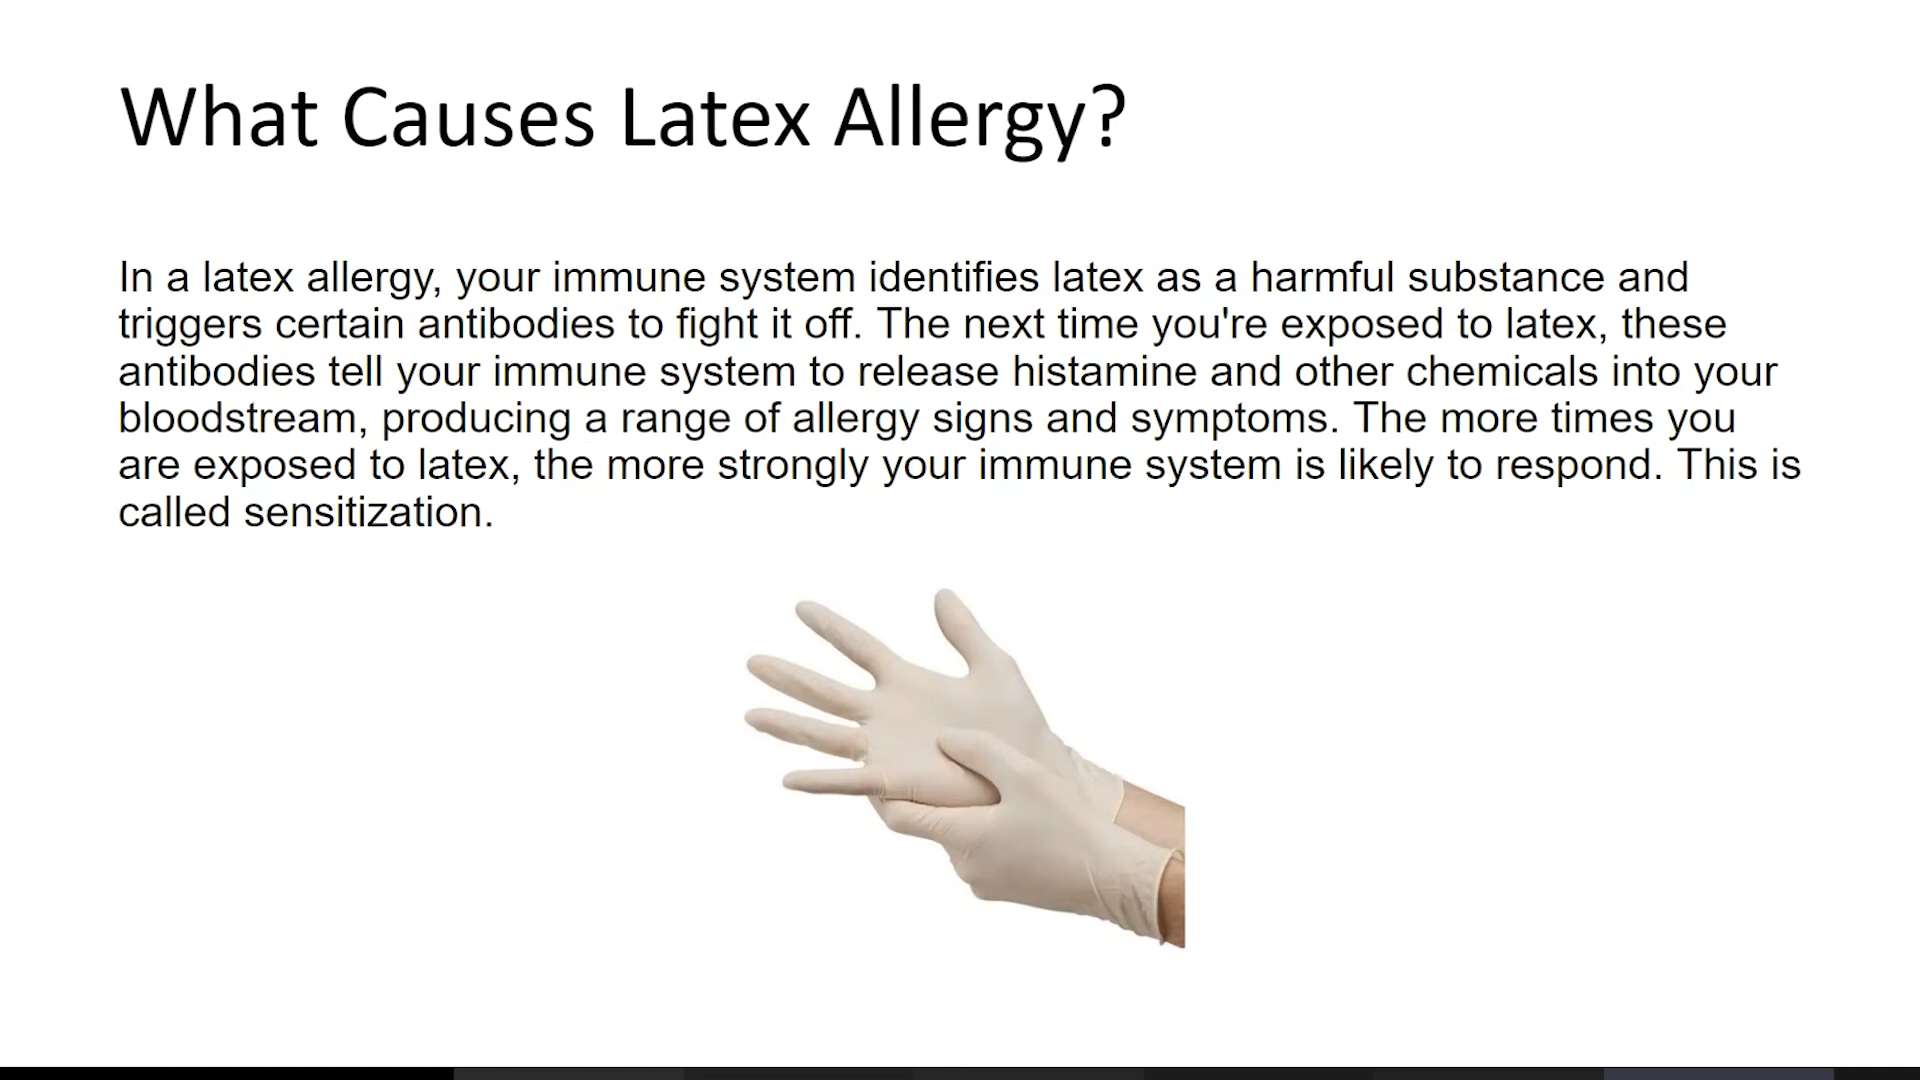 What Causes Latex Allergy?
In a latex allergy, your immune system identifies latex as a harmful substance and
triggers certain antibodies to fight it off. The next time you're exposed to latex, these
antibodies tell your immune system to release histamine and other chemicals into your
bloodstream, producing a range of allergy signs and symptoms. The more times you
are exposed to latex, the more strongly your immune system is likely to respond. This is
called sensitization.